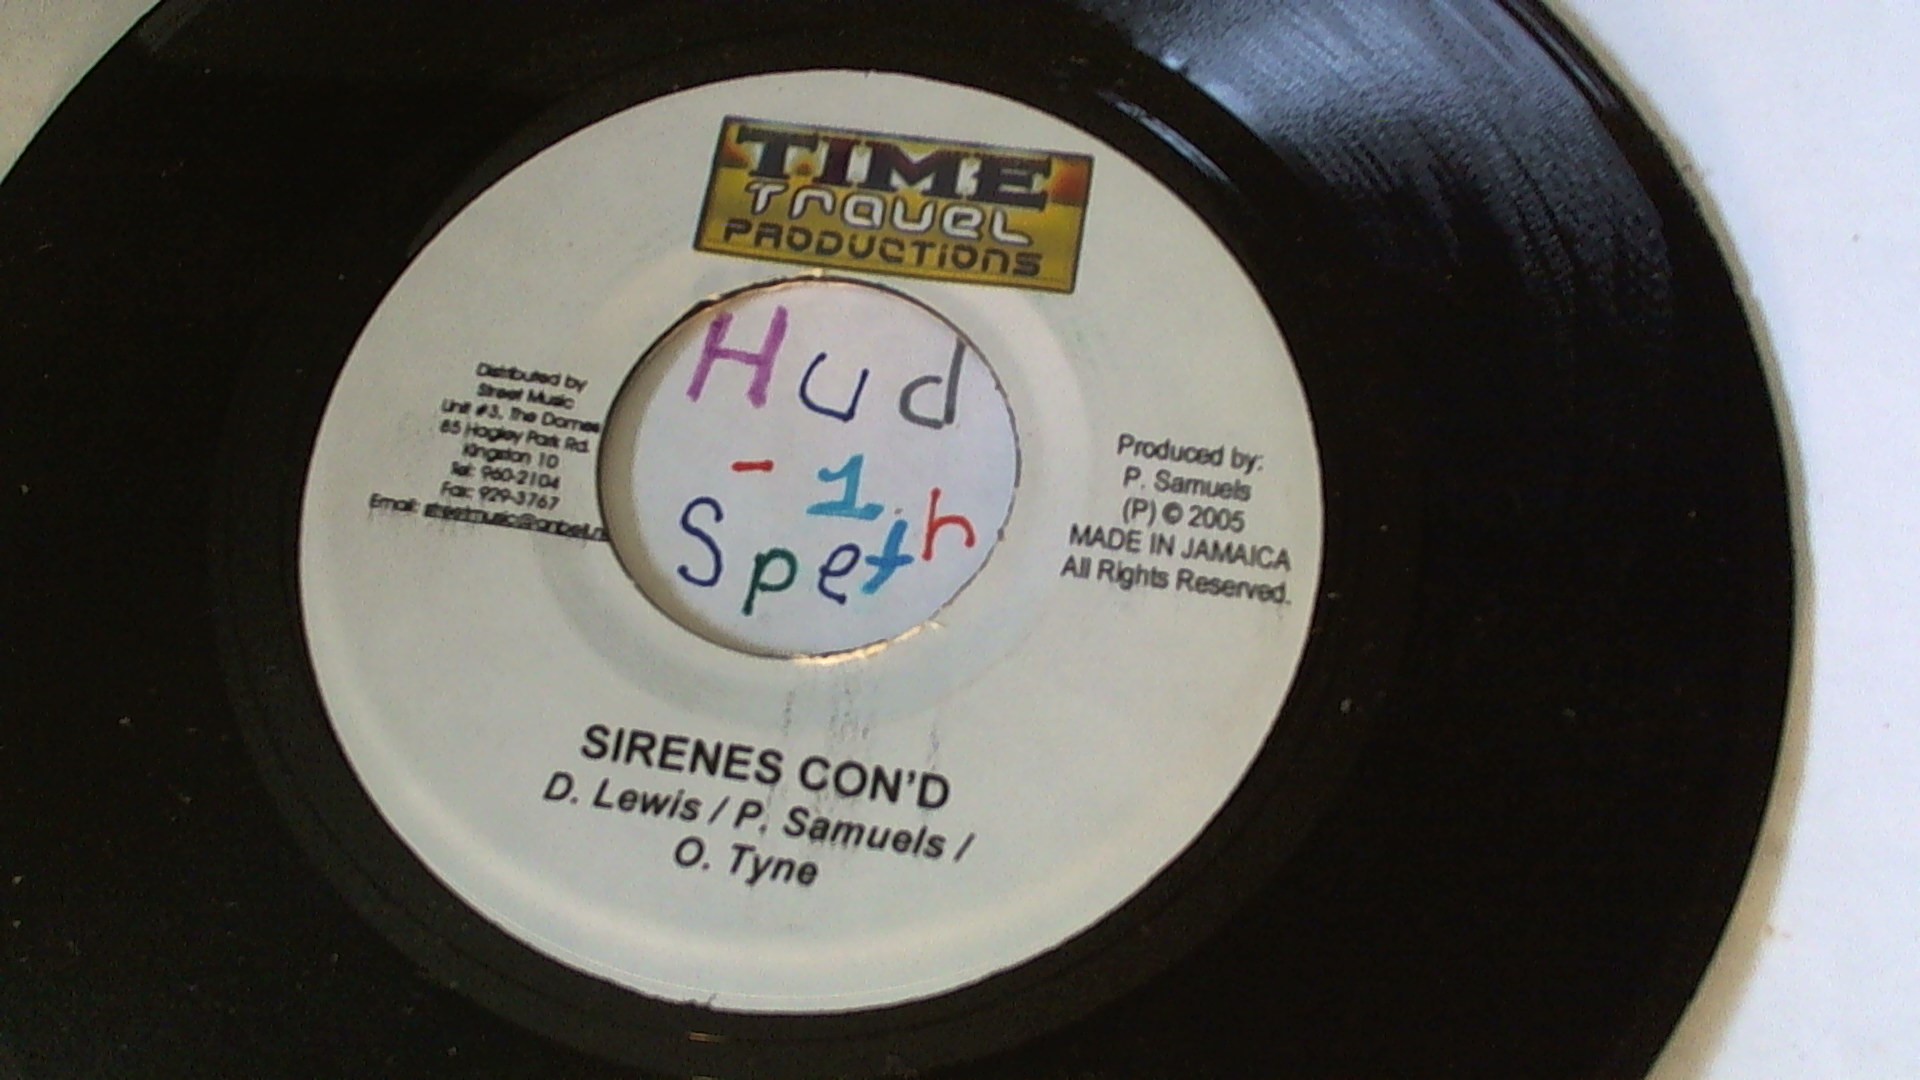 TIME
Travel
PRODUCTIONS
Distributed by
Street Music
Unit #3, The Domes
85 Hagley Park Rd.
Kingston 10
Tel: 960-2104
Fax: 929-3767
Email:
Hud
- 1
Speth
Produced by:
P. Samuels
(P) © 2005
MADE IN JAMAICA
All Rights Reserved.
SIRENES CON'D
D. Lewis / P. Samuels /
O. Tyne